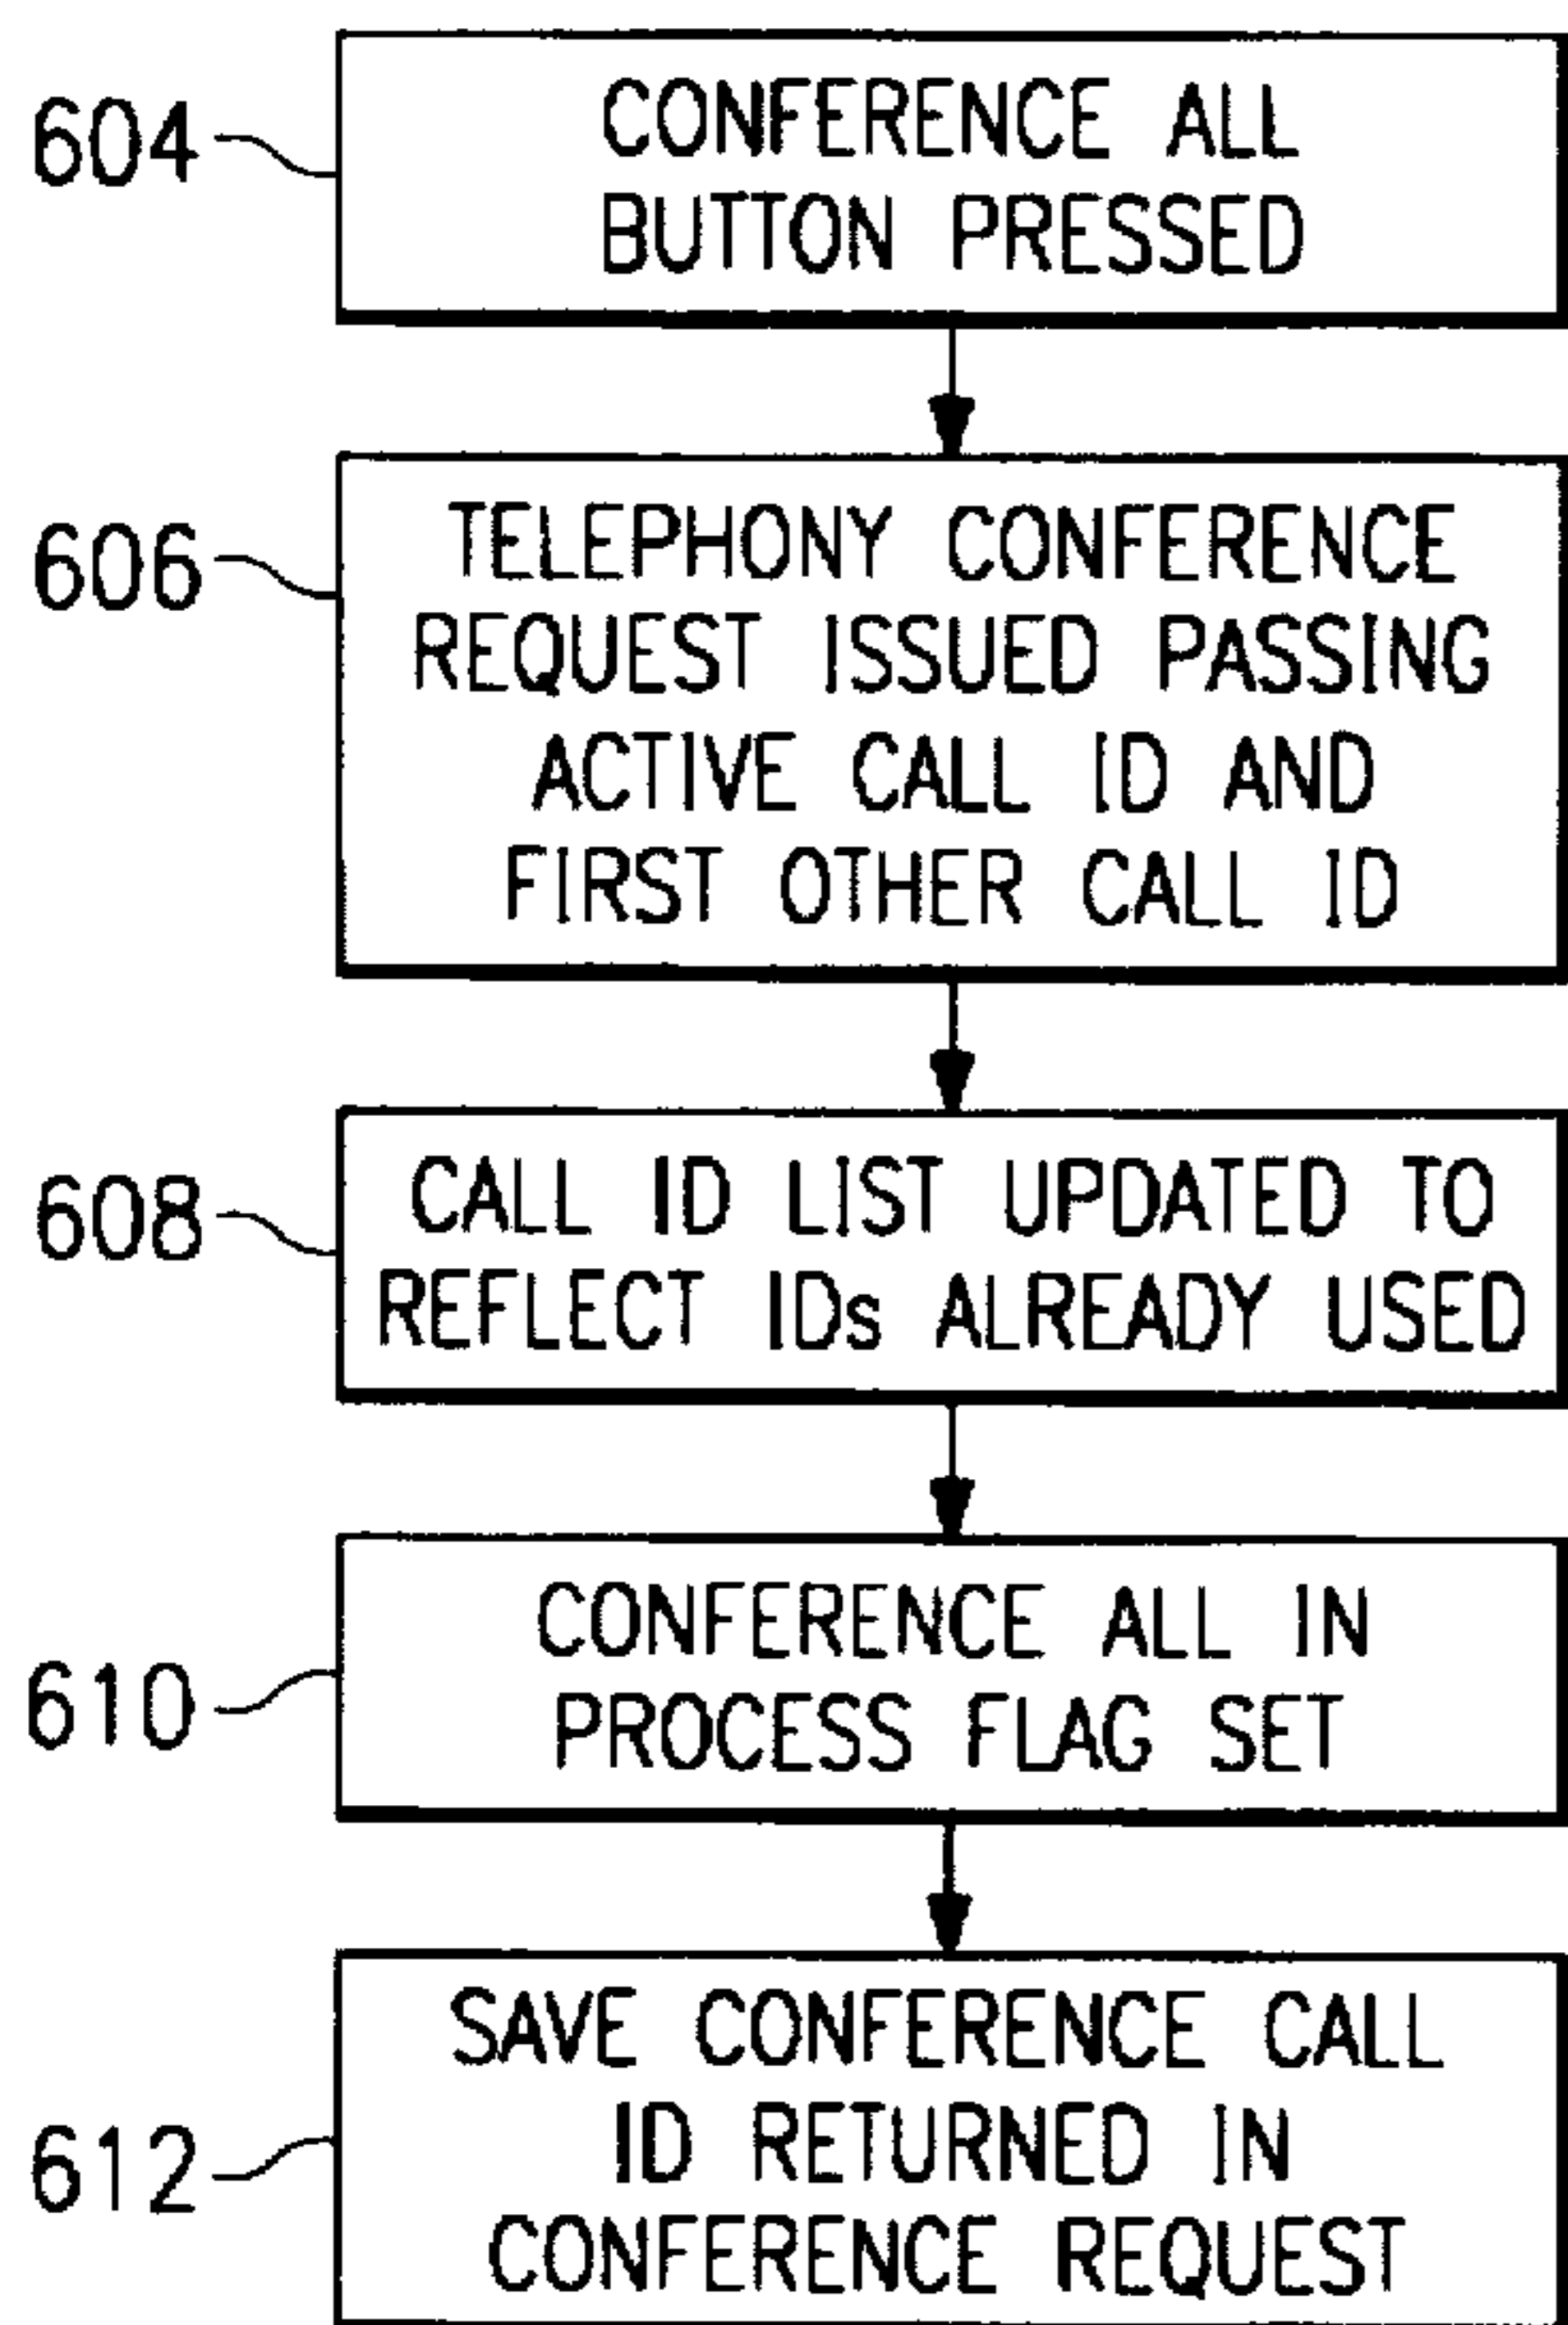 604
CONFERENCE ALL
BUTTON PRESSED
606
TELEPHONY CONFERENCE
REQUEST ISSUED PASSING
ACTIVE CALL ID AND
FIRST OTHER CALL ID
608
CALL ID LIST UPDATED TO
REFLECT IDs ALREADY USED
610
CONFERENCE ALL IN
PROCESS FLAG SET
612
SAVE CONFERENCE CALL
ID RETURNED IN
CONFERENCE REQUEST